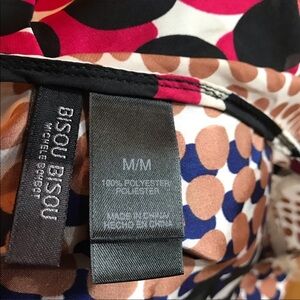 BISOU BISOU
MICHELE BOHBOT
M/M
100% POLYESTER/
POLIESTER
MADE IN CHINA/
HECHO EN CHINA